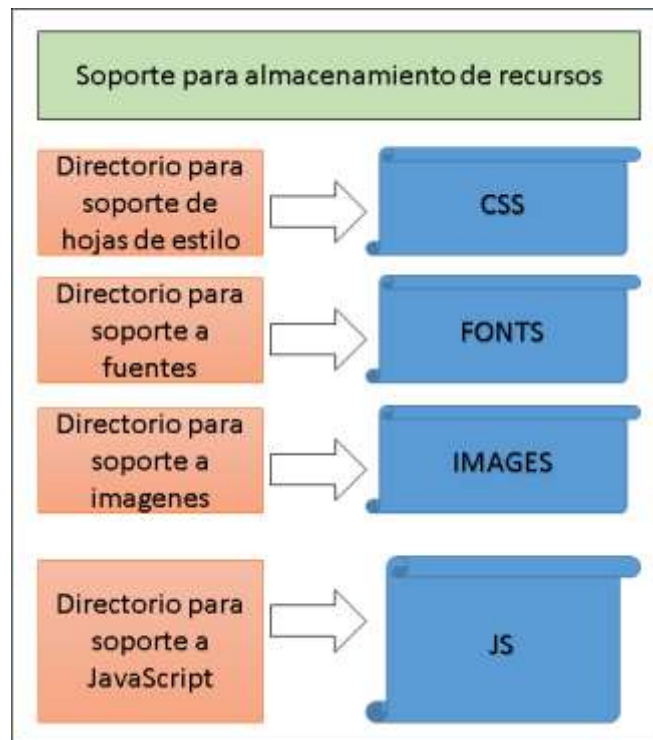 Soporte para almacenamiento de recursos
Directorio para
soporte de
hojas de estilo
CSS
Directorio para
soporte a
fuentes
FONTS
Directorio para
soporte a
imagenes
IMAGES
Directorio para
soporte a
JavaScript
JS